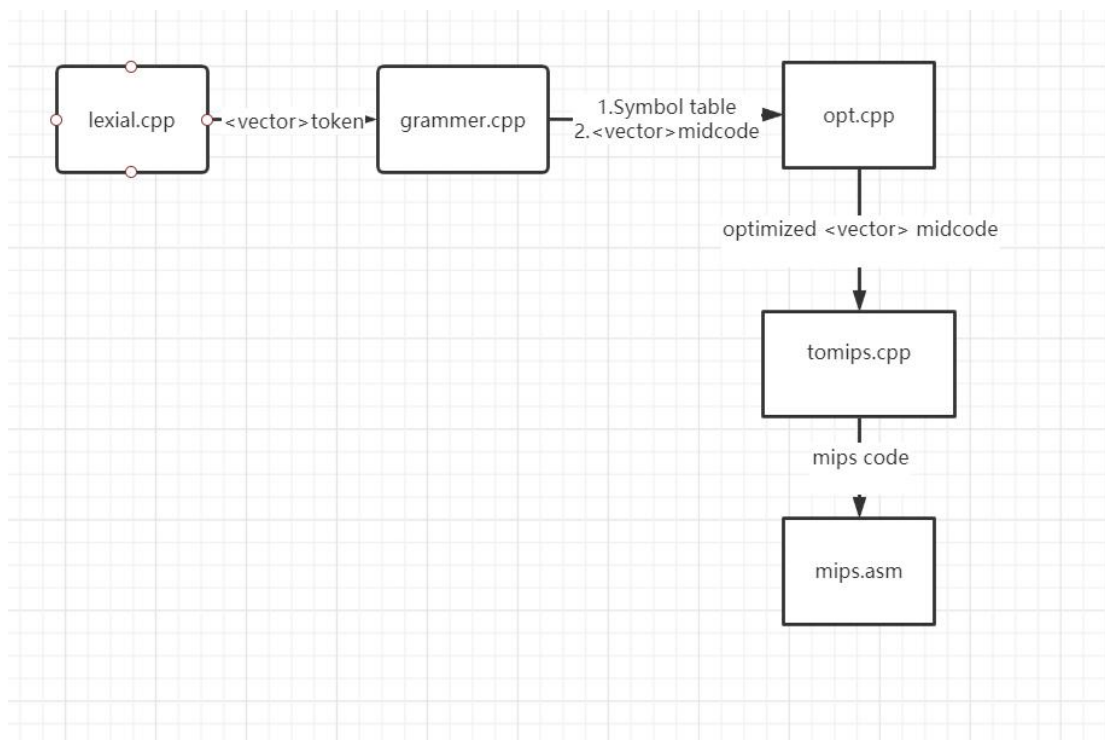 lexial.cpp
<vector>token
grammer.cpp
1.Symbol table
2.<vector>midcode
opt.cpp
optimized <vector> midcode
tomips.cpp
mips code
mips.asm